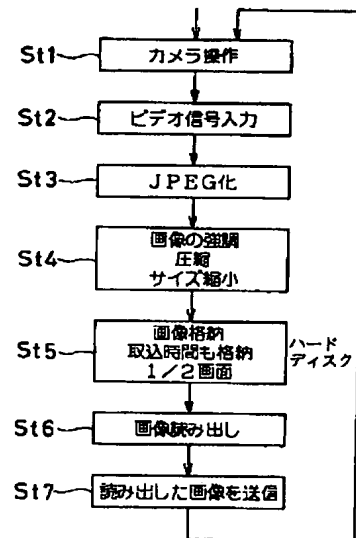 St1 カメラ操作
St2 ビデオ信号入力
St3 JPEG化
St4 画像の強調
圧縮
サイズ縮小
St5 画像格納
取込時間も格納
1/2画面
ハード
ディスク
St6 画像読み出し
St7 読み出した画像を送信